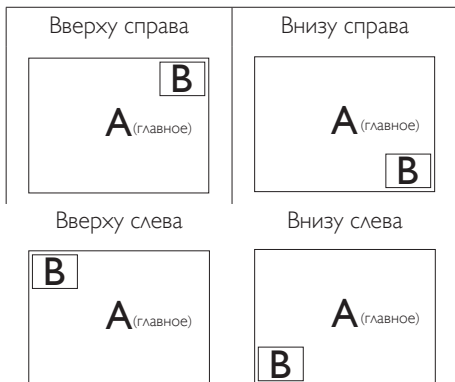 Вверху справа
B
A (главное)
Внизу справа
A (главное)
B
Вверху слева
B
A (главное)
Внизу слева
A (главное)
B